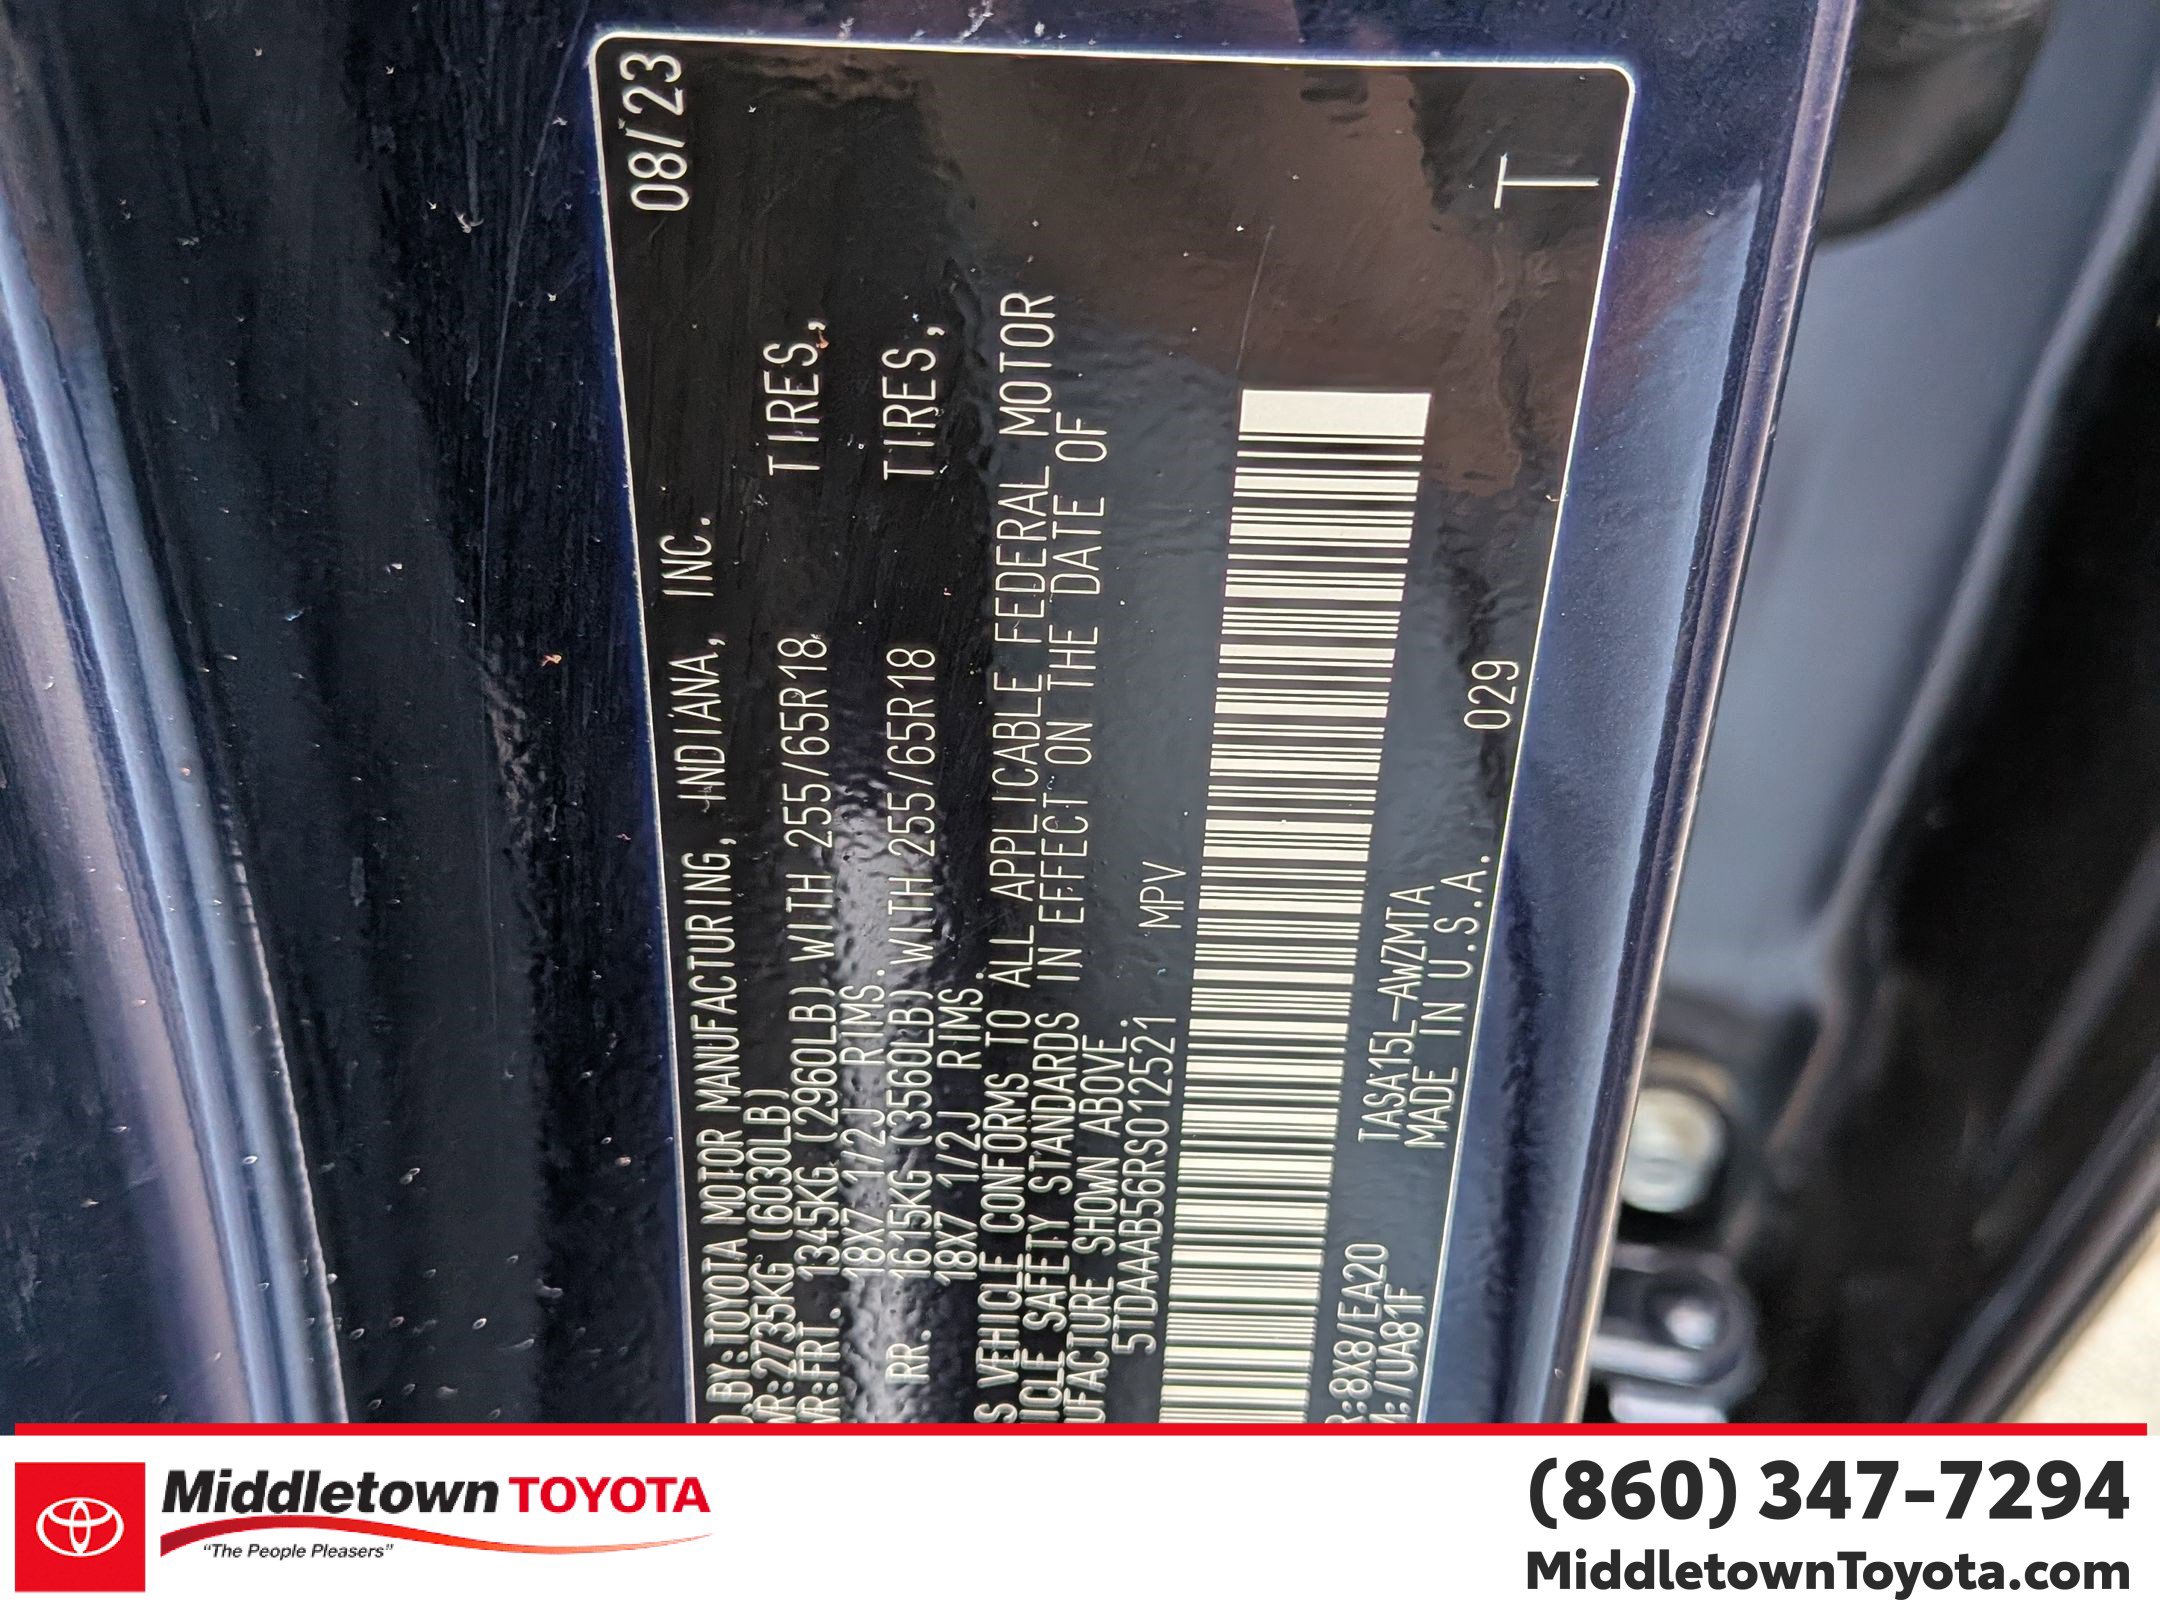 08/23
D BY: TOYOTA MOTOR MANUFACTURING, INDIANA, INC.
WR: 2735KG (6030LB)
WR: FRT. 1345KG (2960LB) WITH 255/65R18 TIRES,
18X7 1/2J RIMS.
RR. 1615KG (3560LB) WITH 255/65R18 TIRES,
18X7 1/2J RIMS.
S VEHICLE CONFORMS TO ALL APPLICABLE FEDERAL MOTOR
ICLE SAFETY STANDARDS IN EFFECT ON THE DATE OF
UFACTURE SHOWN ABOVE.
5TDAAAB56RS012521 MPV
R: 8X8/EA20 TASA15L-AWZMTA
M: /UA81F MADE IN U.S.A. 029
T
Middletown TOYOTA
"The People Pleasers"
(860) 347-7294
MiddletownToyota.com